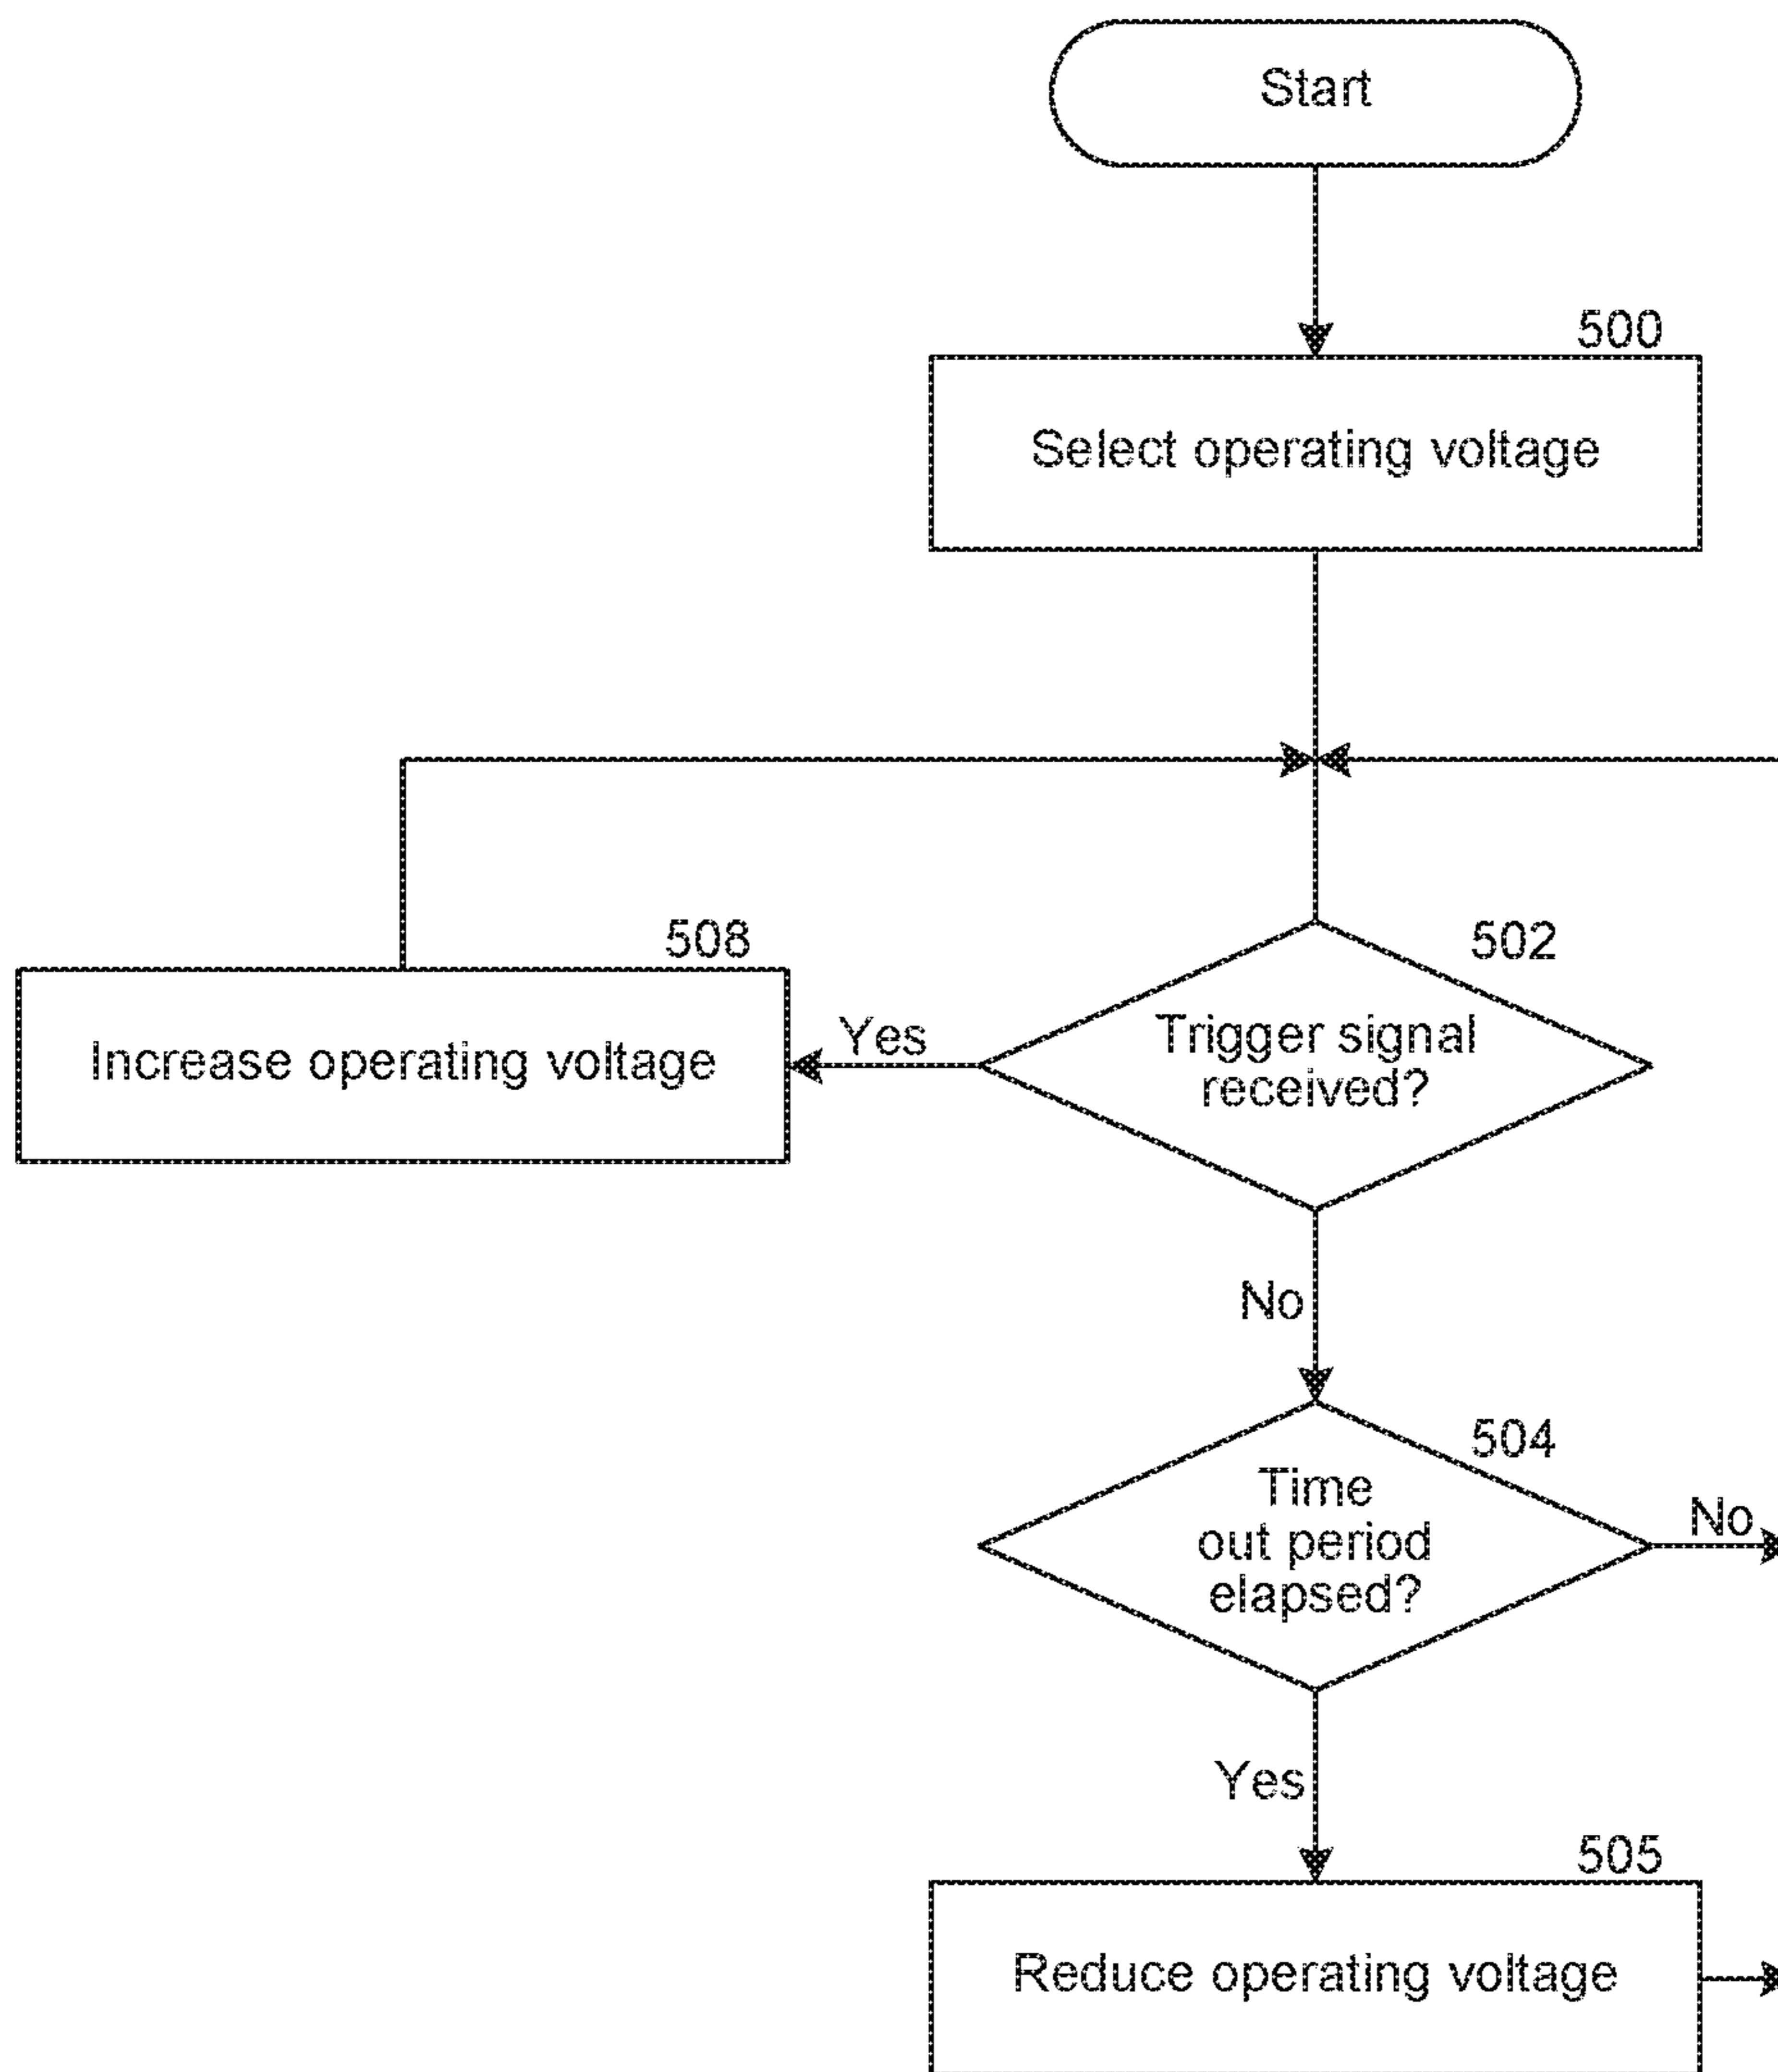 Start
500
Select operating voltage
508
502
Increase operating voltage
Yes
Trigger signal
received?
No
504
Time
out period
elapsed?
No
Yes
505
Reduce operating voltage